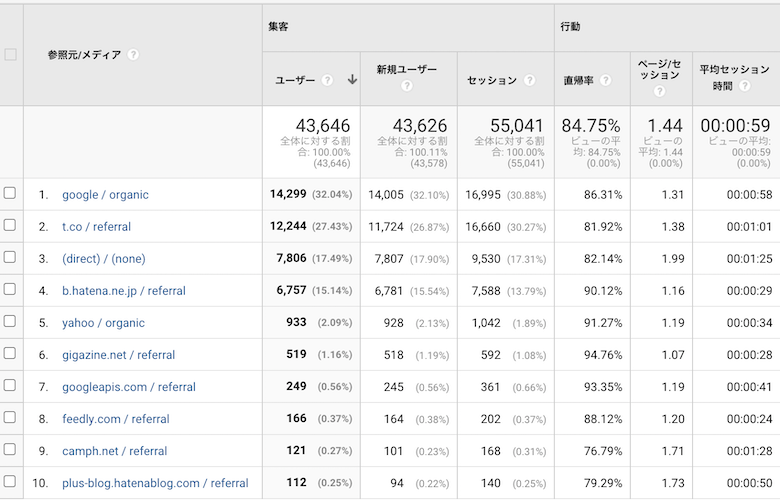 集客 行動
参照元/メディア ? ユーザー ? 新規ユーザー ? セッション ? 直帰率 ? ページ/セッション ? 平均セッション時間 ?
43,646 43,626 55,041 84.75% 1.44 00:00:59
全体に対する割合: 100.00% (43,646) 全体に対する割合: 100.11% (43,578) 全体に対する割合: 100.00% (55,041) ビューの平均: 84.75% (0.00%) ビューの平均: 1.44 (0.00%) ビューの平均: 00:00:59 (0.00%)
1. google / organic 14,299 (32.04%) 14,005 (32.10%) 16,995 (30.88%) 86.31% 1.31 00:00:58
2. t.co / referral 12,244 (27.43%) 11,724 (26.87%) 16,660 (30.27%) 81.92% 1.38 00:01:01
3. (direct) / (none) 7,806 (17.49%) 7,807 (17.90%) 9,530 (17.31%) 82.14% 1.99 00:01:25
4. b.hatena.ne.jp / referral 6,757 (15.14%) 6,781 (15.54%) 7,588 (13.79%) 90.12% 1.16 00:00:29
5. yahoo / organic 933 (2.09%) 928 (2.13%) 1,042 (1.89%) 91.27% 1.19 00:00:34
6. gigazine.net / referral 519 (1.16%) 518 (1.19%) 592 (1.08%) 94.76% 1.07 00:00:28
7. googleapis.com / referral 249 (0.56%) 245 (0.56%) 361 (0.66%) 93.35% 1.19 00:00:41
8. feedly.com / referral 166 (0.37%) 164 (0.38%) 202 (0.37%) 88.12% 1.20 00:00:24
9. camph.net / referral 121 (0.27%) 101 (0.23%) 168 (0.31%) 76.79% 1.71 00:01:28
10. plus-blog.hatenablog.com / referral 112 (0.25%) 94 (0.22%) 140 (0.25%) 79.29% 1.73 00:00:50